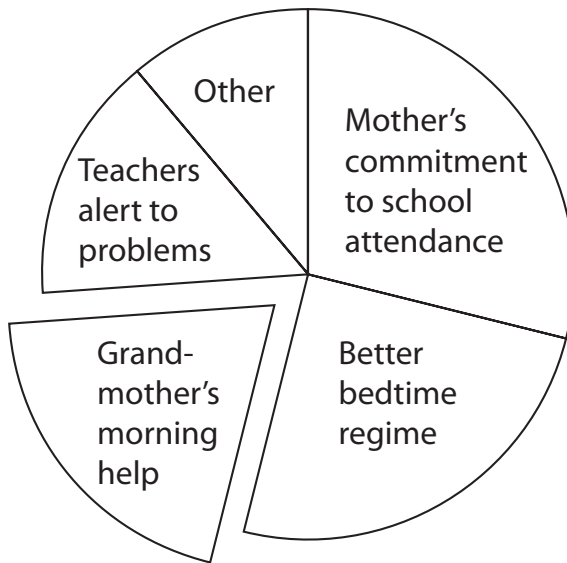 Other
Mother’s
commitment
to school
attendance
Teachers
alert to
problems
Grand-
mother’s
morning
help
Better
bedtime
regime